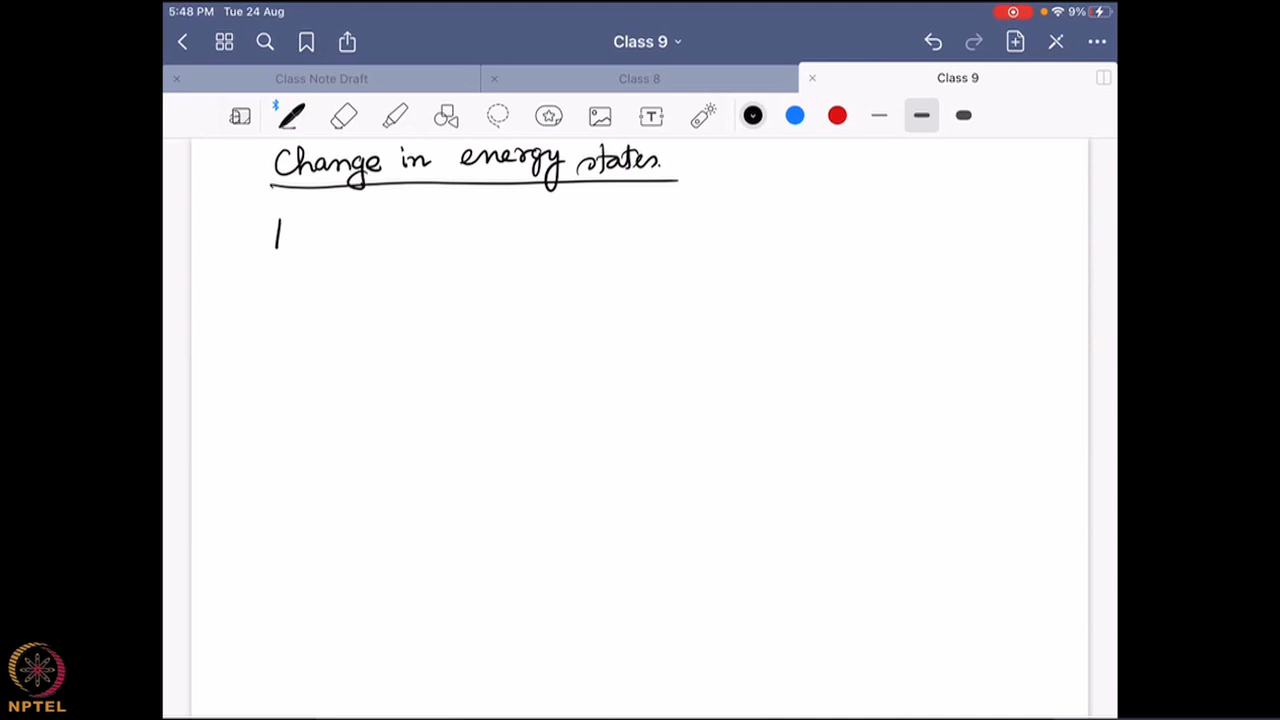 5:48 PM Tue 24 Aug 9%
Class 9
Class Note Draft Class 8 Class 9
T
Change in energy states.
NPTEL